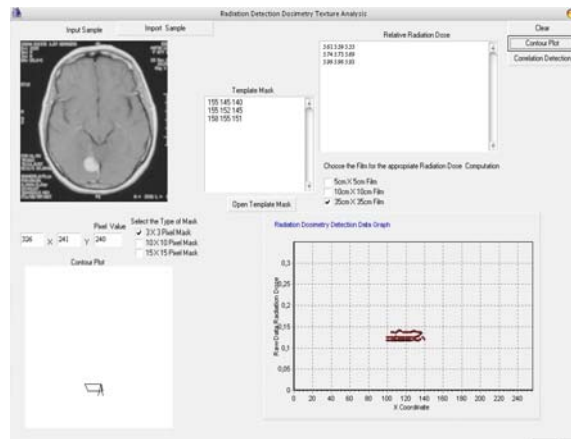 Radiation Detection Dosimetry Texture Analysis
Input Sample
Import Sample
Relative Radiation Dose
Clear
Contour Plot
Correlation Detection
Template Mask
155 145 140
155 152 145
158 155 151
Choose the Film for the appropiate Radiation Dose Computation
5cm X 5cm Film
10cm X 10cm Film
35cm X 35cm Film
Open Template Mask
Pixel Value
326 X 241 Y 240
Select the Type of Mask
3 X 3 Pixel Mask
10 X 10 Pixel Mask
15 X 15 Pixel Mask
Contour Plot
Radiation Dosimetry Detection Data Graph
Raw Data/Radiation Dose
0,3
0,25
0,2
0,15
0,1
0,05
0
0 20 40 60 80 100 120 140 160 180 200 220 240
X Coordinate